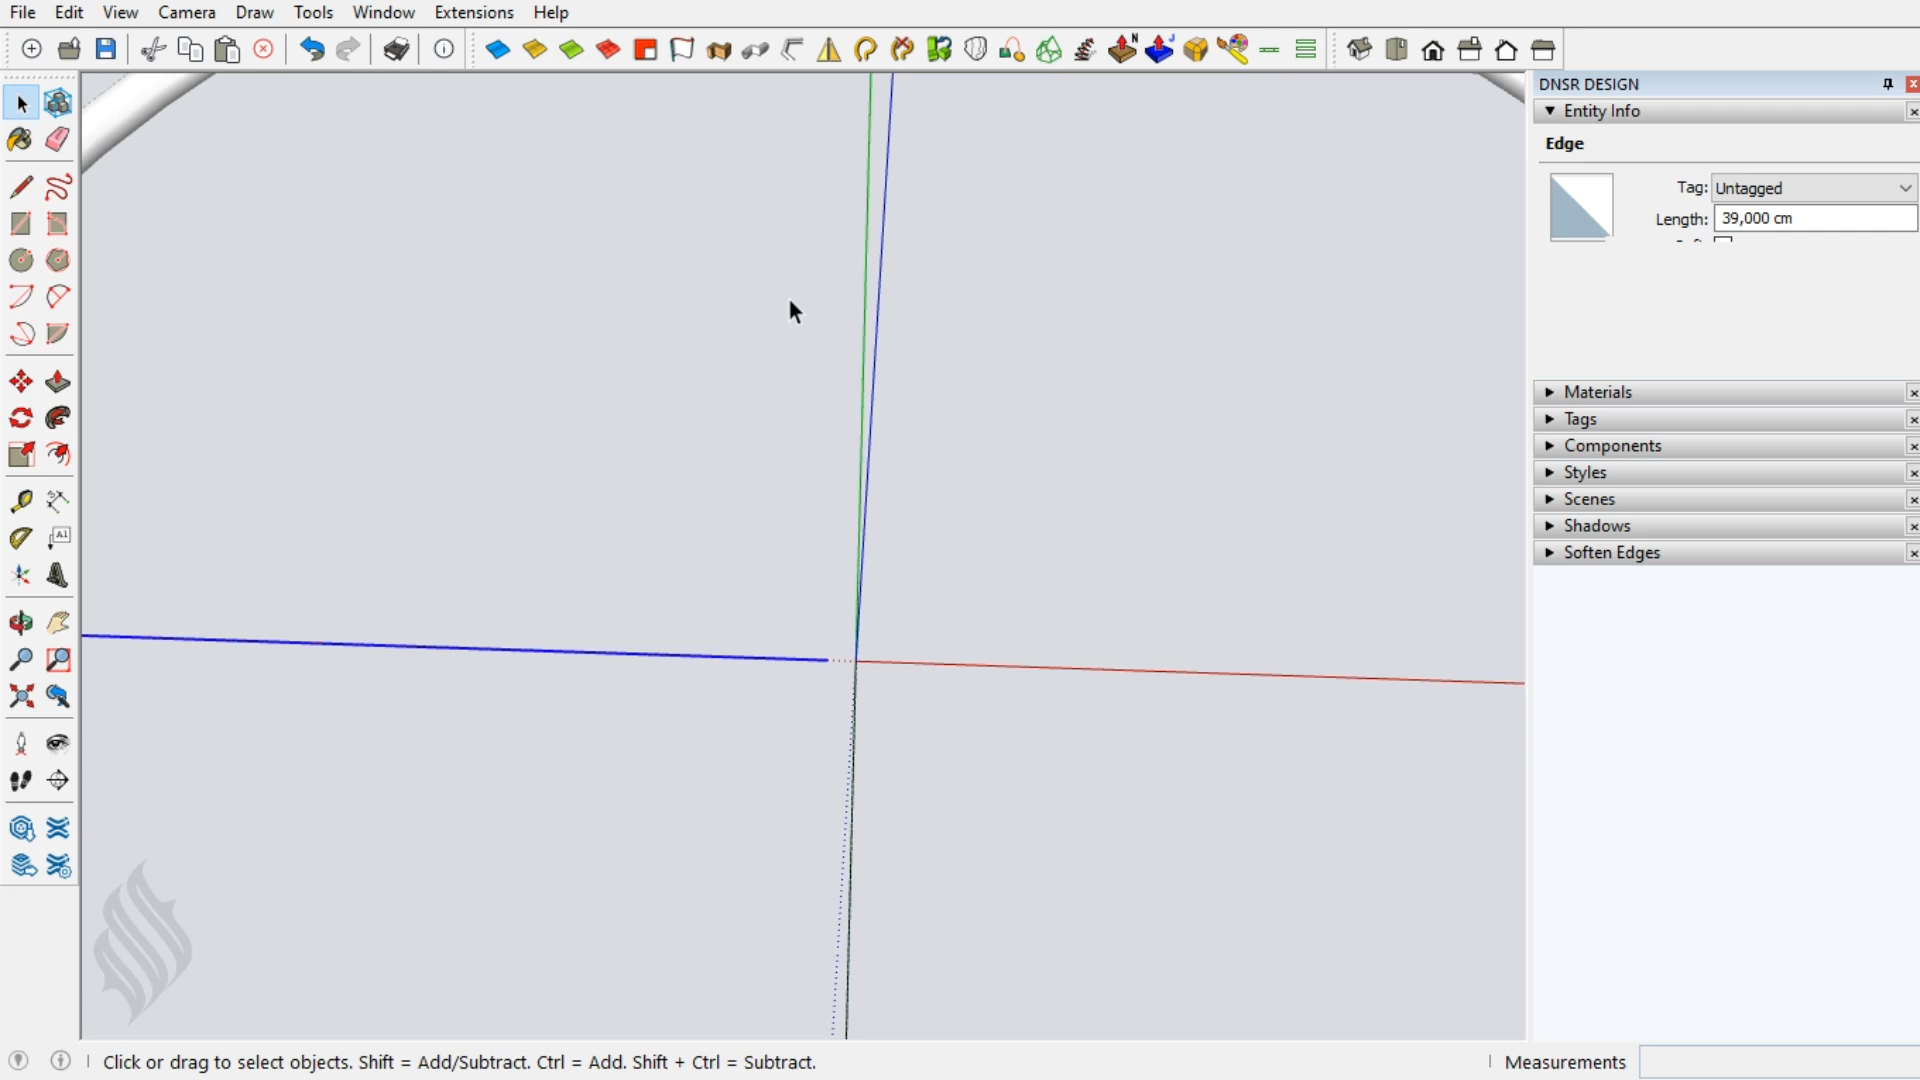 File Edit View Camera Draw Tools Window Extensions Help
DNSR DESIGN
Entity Info
Edge
Tag: Untagged
Length: 39,000 cm
Materials
Tags
Components
Styles
Scenes
Shadows
Soften Edges
Click or drag to select objects. Shift = Add/Subtract. Ctrl = Add. Shift + Ctrl = Subtract.
Measurements